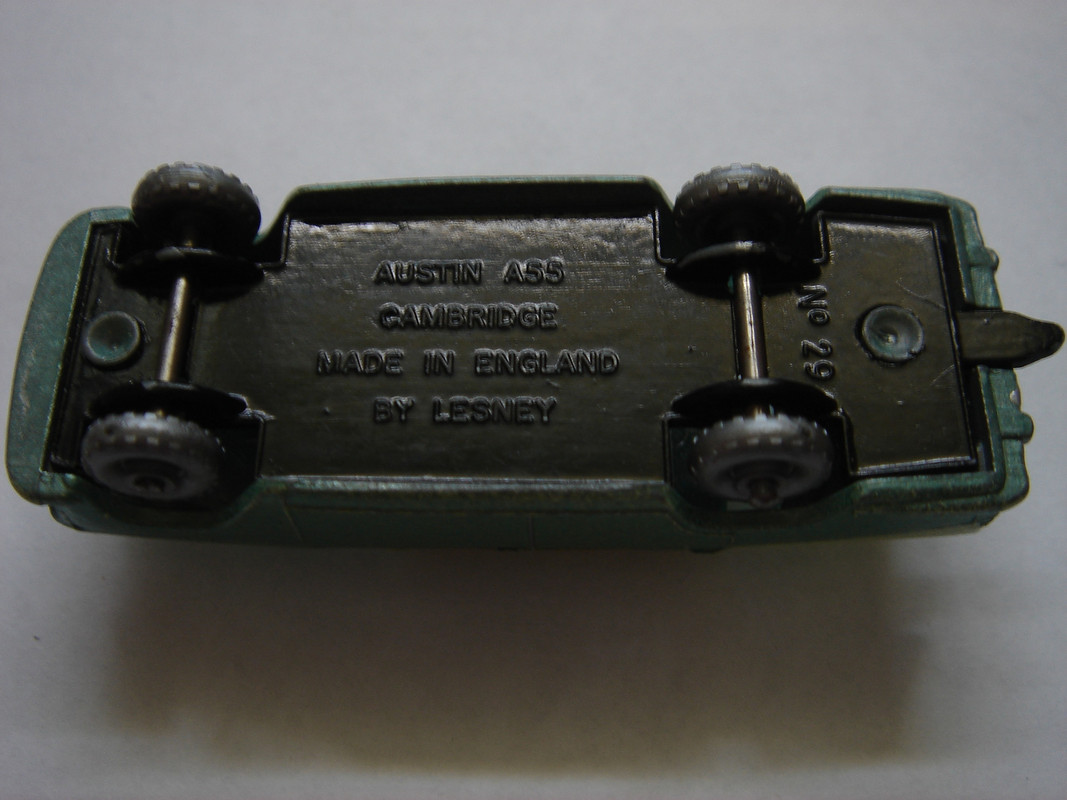 AUSTIN A55
CAMBRIDGE
MADE IN ENGLAND
BY LESNEY
No 29